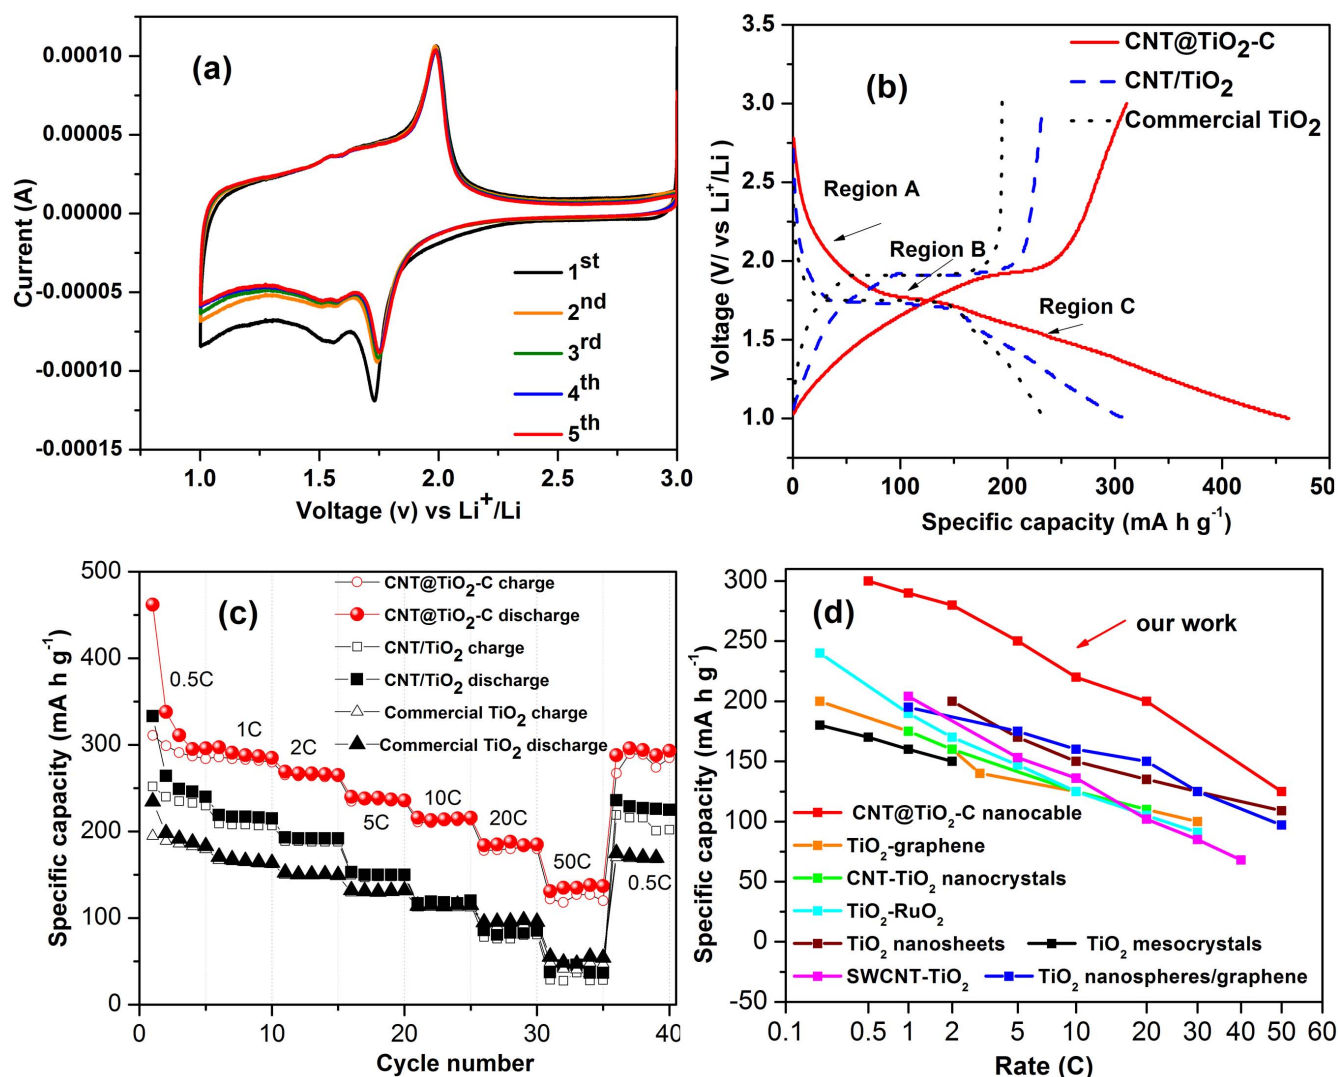 (a)
0.00010
0.00005
0.00000
-0.00005
-0.00010
-0.00015
Current (A)
1st
2nd
3rd
4th
5th
1.0 1.5 2.0 2.5 3.0
Voltage (v) vs Li+/Li
(b)
3.5
3.0
2.5
2.0
1.5
1.0
Voltage (V/ vs Li+/Li )
CNT@TiO2-C
CNT/TiO2
Commercial TiO2
Region A
Region B
Region C
0 100 200 300 400 50
Specific capacity (mA h g-1)
(c)
500
400
300
200
100
0
Specific capacity (mA h g-1)
CNT@TiO2-C charge
CNT@TiO2-C discharge
CNT/TiO2 charge
CNT/TiO2 discharge
Commercial TiO2 charge
Commercial TiO2 discharge
0.5C
1C
2C
5C
10C
20C
50C
0.5C
0 10 20 30 40
Cycle number
(d)
300
250
200
150
100
50
0
-50
Specific capacity (mA h g-1)
our work
CNT@TiO2-C nanocable
TiO2-graphene
CNT-TiO2 nanocrystals
TiO2-RuO2
TiO2 nanosheets TiO2 mesocrystals
SWCNT-TiO2 TiO2 nanospheres/graphene
0.1 0.5 1 2 5 10 20 30 40 50 60
Rate (C)